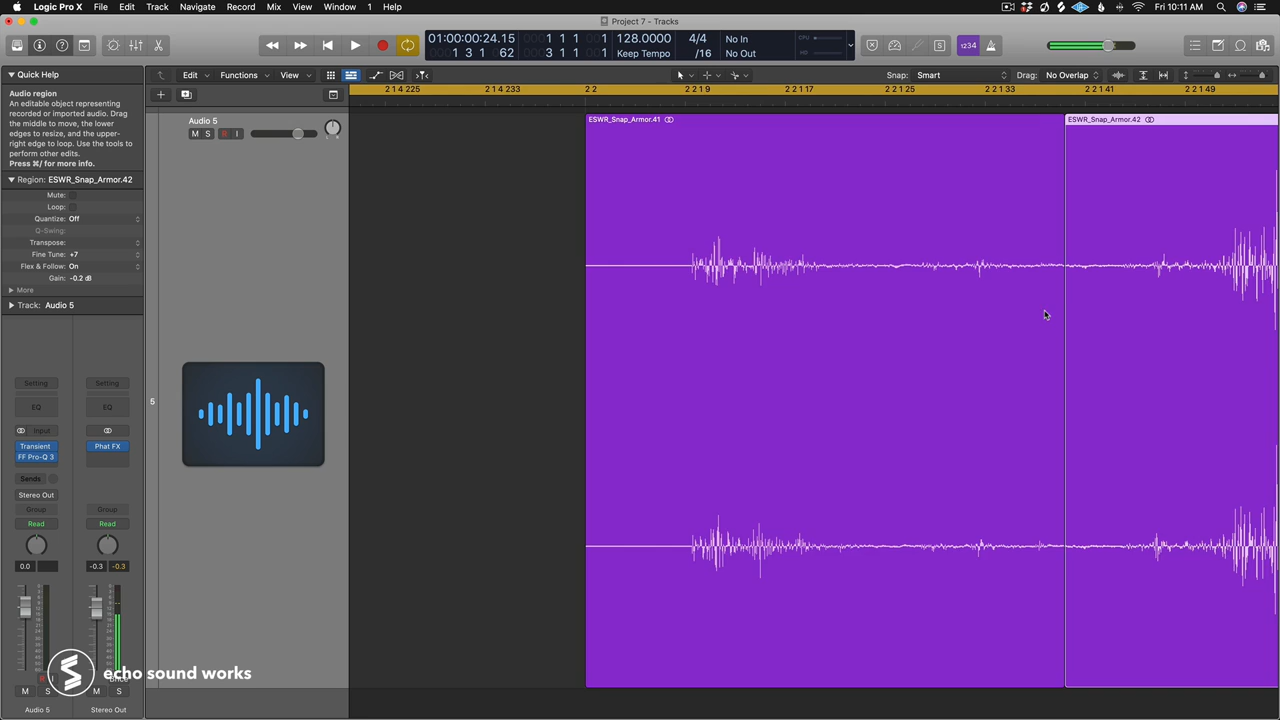 Logic Pro X File Edit Track Navigate Record Mix View Window 1 Help
Fri 10:11 AM
Project 7 - Tracks
01:00:00:24.15 1 1 1 1 128.0000 4/4 No In CPU
1 3 1 62 1 1 1 1 Keep Tempo /16 No Out HD
1234
Quick Help
Edit Functions View
Snap: Smart Drag: No Overlap
Audio region
An editable object representing
recorded or imported audio. Drag
the middle to move, the lower
edges to resize, and the upper-
right edge to loop. Use the tools to
perform other edits.
Press ⌘/ for more info.
2 1 4 225 2 1 4 233 2 2 2 2 1 9 2 2 1 17 2 2 1 25 2 2 1 33 2 2 1 41 2 2 1 49
Audio 5
M S R I
ESWR_Snap_Armor.41
ESWR_Snap_Armor.42
Region: ESWR_Snap_Armor.42
Mute:
Loop:
Quantize: Off
Q-Swing:
Transpose:
Fine Tune: +7
Flex & Follow: On
Gain: -0.2 dB
More
Track: Audio 5
5
Setting Setting
EQ EQ
Input
Transient Phat FX
FF Pro-Q 3
Sends
Stereo Out
Group Group
Read Read
0.0 -0.3 -0.3
echo sound works
M S M S
Audio 5 Stereo Out